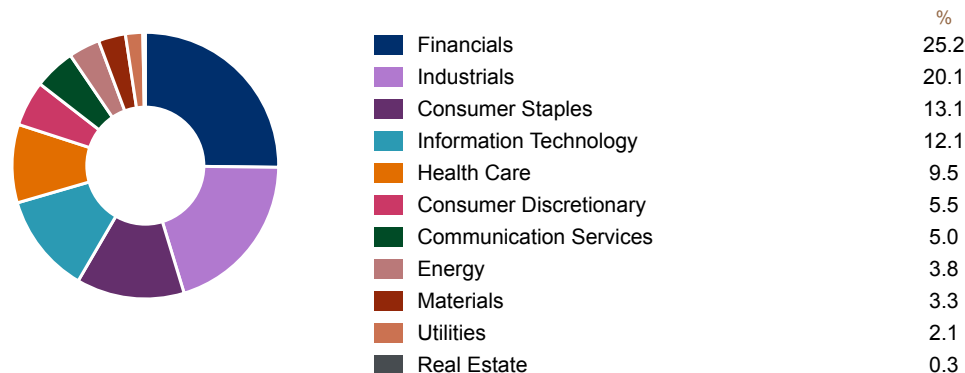 %
Financials 25.2
Industrials 20.1
Consumer Staples 13.1
Information Technology 12.1
Health Care 9.5
Consumer Discretionary 5.5
Communication Services 5.0
Energy 3.8
Materials 3.3
Utilities 2.1
Real Estate 0.3